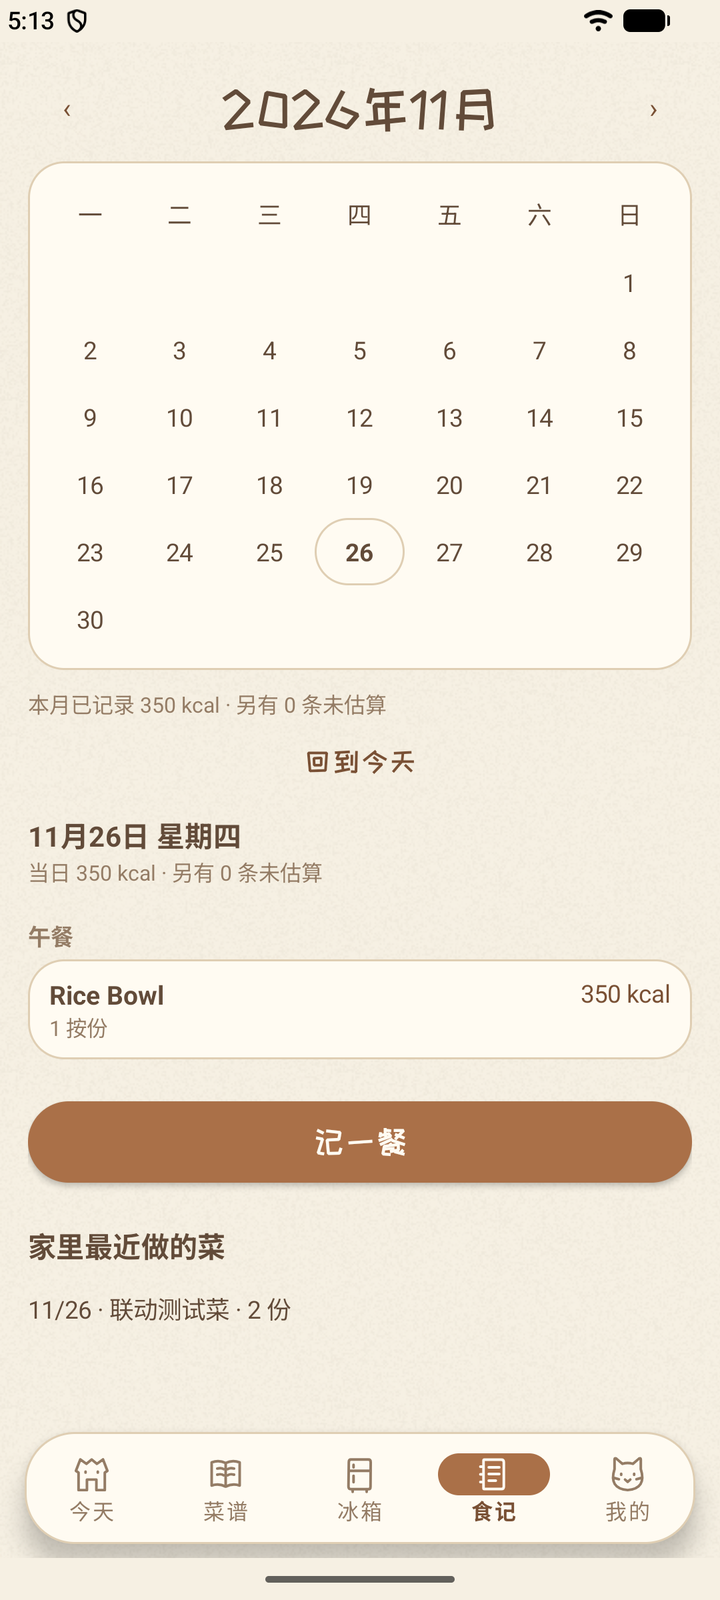 5:13
‹ 2026年11月 ›
一 二 三 四 五 六 日
1
2 3 4 5 6 7 8
9 10 11 12 13 14 15
16 17 18 19 20 21 22
23 24 25 26 27 28 29
30
本月已记录 350 kcal · 另有 0 条未估算
回到今天
11月26日 星期四
当日 350 kcal · 另有 0 条未估算
午餐
Rice Bowl 350 kcal
1 按份
记一餐
家里最近做的菜
11/26 · 联动测试菜 · 2 份
今天 菜谱 冰箱 食记 我的